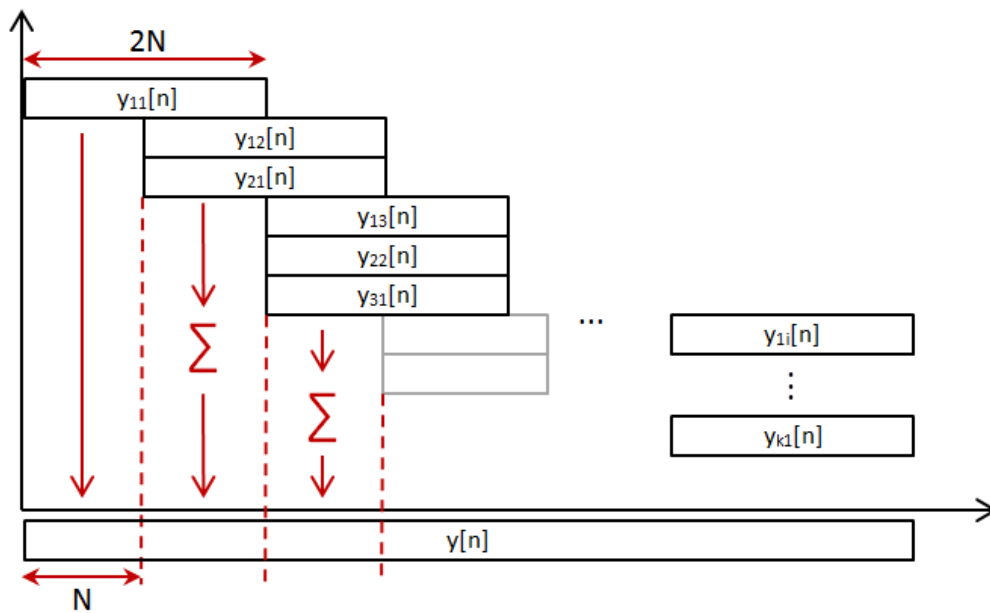 2N
y₁₁[n]
y₁₂[n]
y₂₁[n]
y₁₃[n]
y₂₂[n]
y₃₁[n]
...
y₁ᵢ[n]
∑
⋮
∑
yₖ₁[n]
y[n]
N